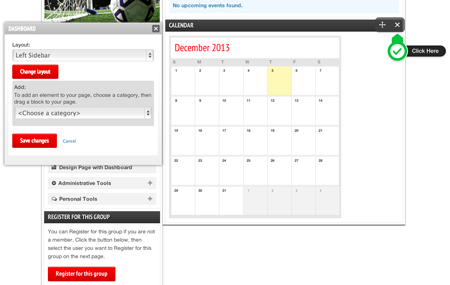 No upcoming events found.
DASHBOARD
Layout:
Left Sidebar
Change layout
Add:
To add an element to your page, choose a category, then
drag a block to your page.
<Choose a category>
Save changes
Cancel
Design Page with Dashboard
Administrative Tools
Personal Tools
REGISTER FOR THIS GROUP
You can Register for this group if you are not
a member. Click the button below, then
select the user you want to Register for this
group on the next page.
Register for this group
CALENDAR
Click Here
December 2013
S M T W T F S
1 2 3 4 5 6 7
8 9 10 11 12 13 14
15 16 17 18 19 20 21
22 23 24 25 26 27 28
29 30 31 1 2 3 4